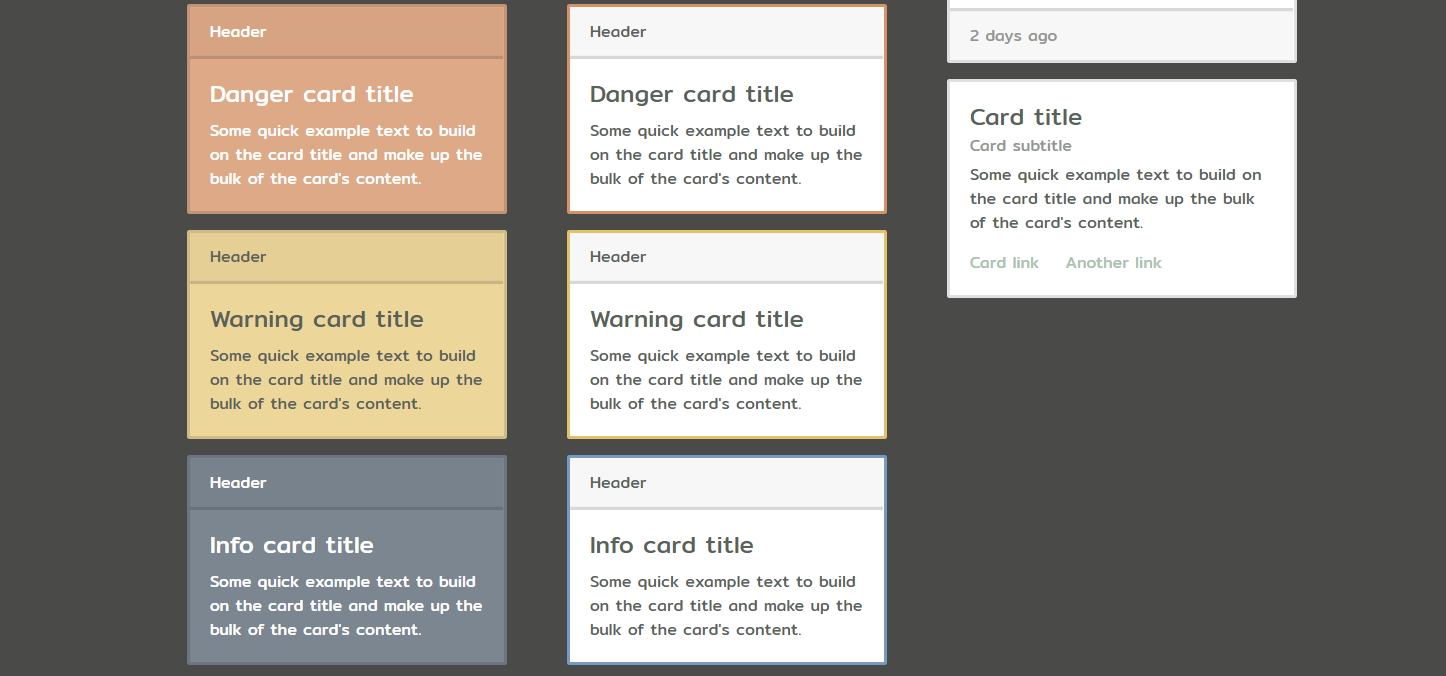 Header
Danger card title
Some quick example text to build
on the card title and make up the
bulk of the card's content.
Header
Warning card title
Some quick example text to build
on the card title and make up the
bulk of the card's content.
Header
Info card title
Some quick example text to build
on the card title and make up the
bulk of the card's content.
Header
Danger card title
Some quick example text to build
on the card title and make up the
bulk of the card's content.
Header
Warning card title
Some quick example text to build
on the card title and make up the
bulk of the card's content.
Header
Info card title
Some quick example text to build
on the card title and make up the
bulk of the card's content.
2 days ago
Card title
Card subtitle
Some quick example text to build on
the card title and make up the bulk
of the card's content.
Card link Another link